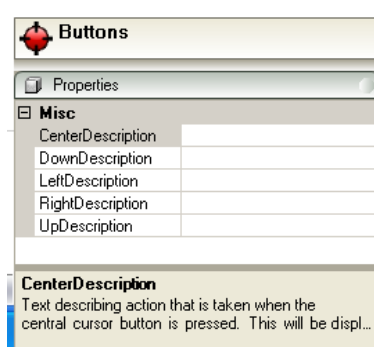 Buttons
Properties
Misc
CenterDescription
DownDescription
LeftDescription
RightDescription
UpDescription
CenterDescription
Text describing action that is taken when the
central cursor button is pressed. This will be displ...